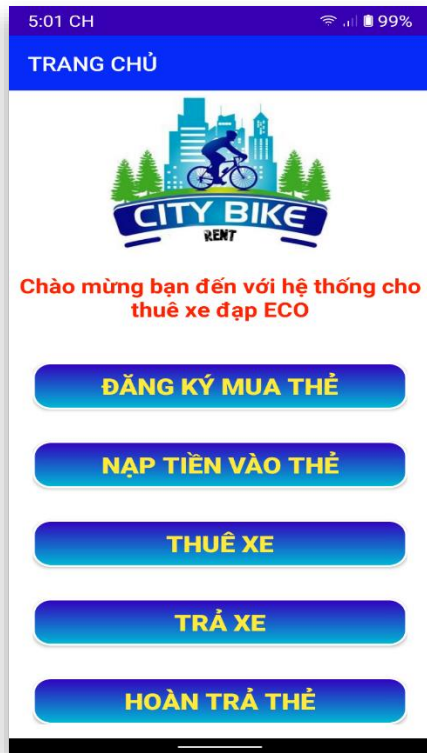 5:01 CH
99%
TRANG CHỦ
CITY BIKE
RENT
Chào mừng bạn đến với hệ thống cho
thuê xe đạp ECO
ĐĂNG KÝ MUA THẺ
NẠP TIỀN VÀO THẺ
THUÊ XE
TRẢ XE
HOÀN TRẢ THẺ